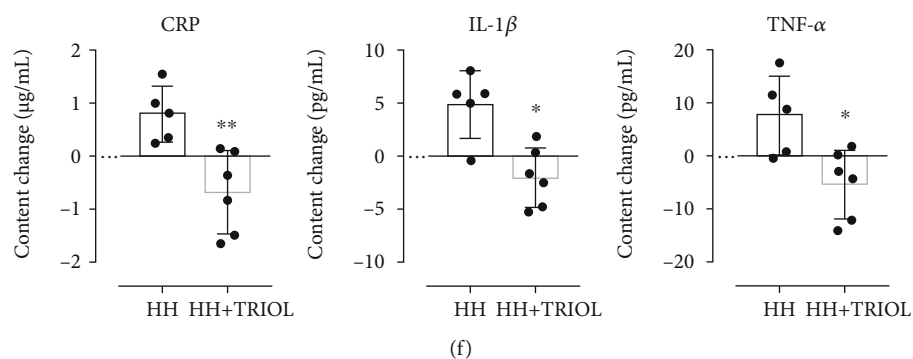 CRP
Content change (μg/mL)
2
1
0
−1
−2
**
HH HH+TRIOL
IL-1β
Content change (pg/mL)
10
5
0
−5
−10
*
HH HH+TRIOL
TNF-α
Content change (pg/mL)
20
10
0
−10
−20
*
HH HH+TRIOL
(f)